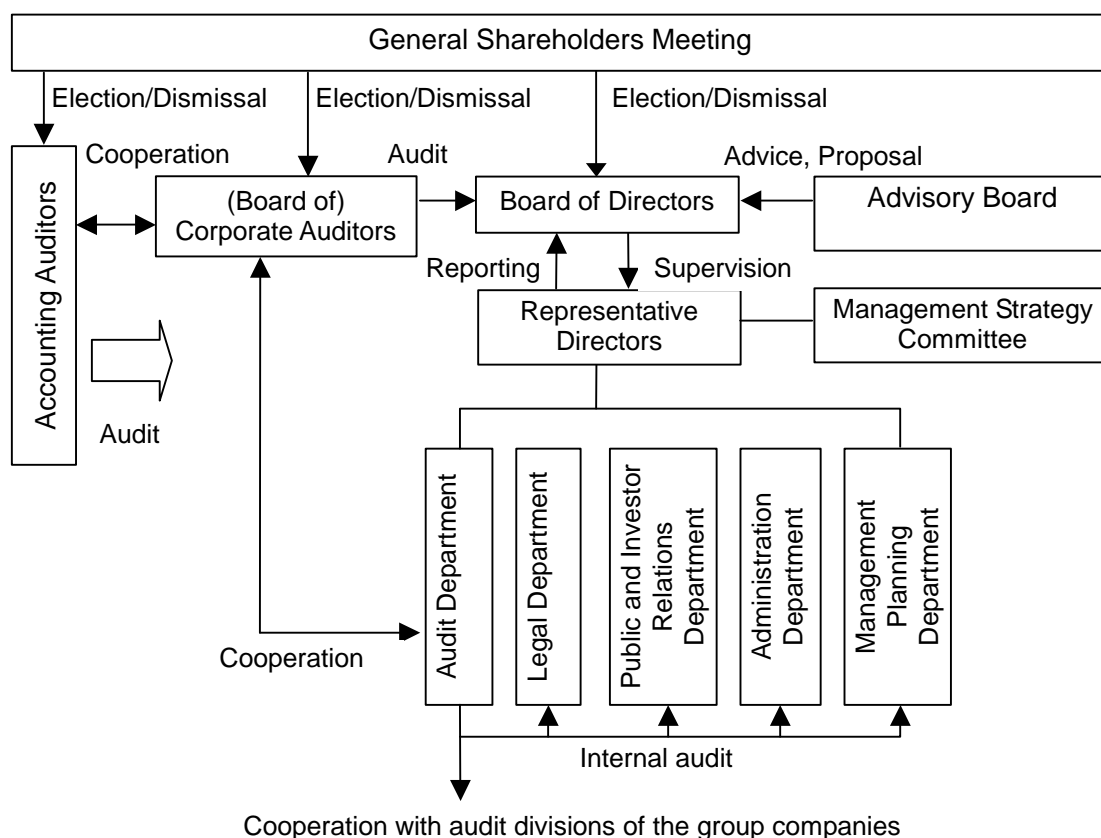 General Shareholders Meeting
Election/Dismissal
Election/Dismissal
Election/Dismissal
Cooperation
Audit
Advice, Proposal
Accounting Auditors
(Board of)
Corporate Auditors
Board of Directors
Advisory Board
Reporting
Supervision
Representative
Directors
Management Strategy
Committee
Audit
Audit Department
Legal Department
Public and Investor
Relations
Department
Administration
Department
Management
Planning
Department
Cooperation
Internal audit
Cooperation with audit divisions of the group companies